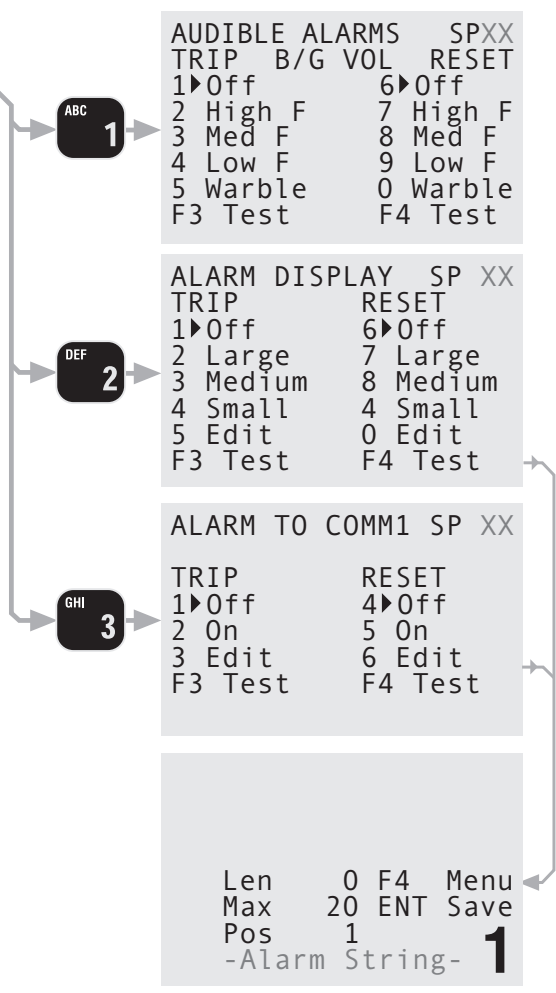 AUDIBLE ALARMS SPXX
TRIP B/G VOL RESET
1▶Off 6▶Off
2 High F 7 High F
3 Med F 8 Med F
4 Low F 9 Low F
5 Warble 0 Warble
F3 Test F4 Test
ABC
1
ALARM DISPLAY SP XX
TRIP RESET
1▶Off 6▶Off
2 Large 7 Large
3 Medium 8 Medium
4 Small 4 Small
5 Edit 0 Edit
F3 Test F4 Test
DEF
2
ALARM TO COMM1 SP XX
TRIP RESET
1▶Off 4▶Off
2 On 5 On
3 Edit 6 Edit
F3 Test F4 Test
GHI
3
Len 0 F4 Menu
Max 20 ENT Save
Pos 1
-Alarm String- 1